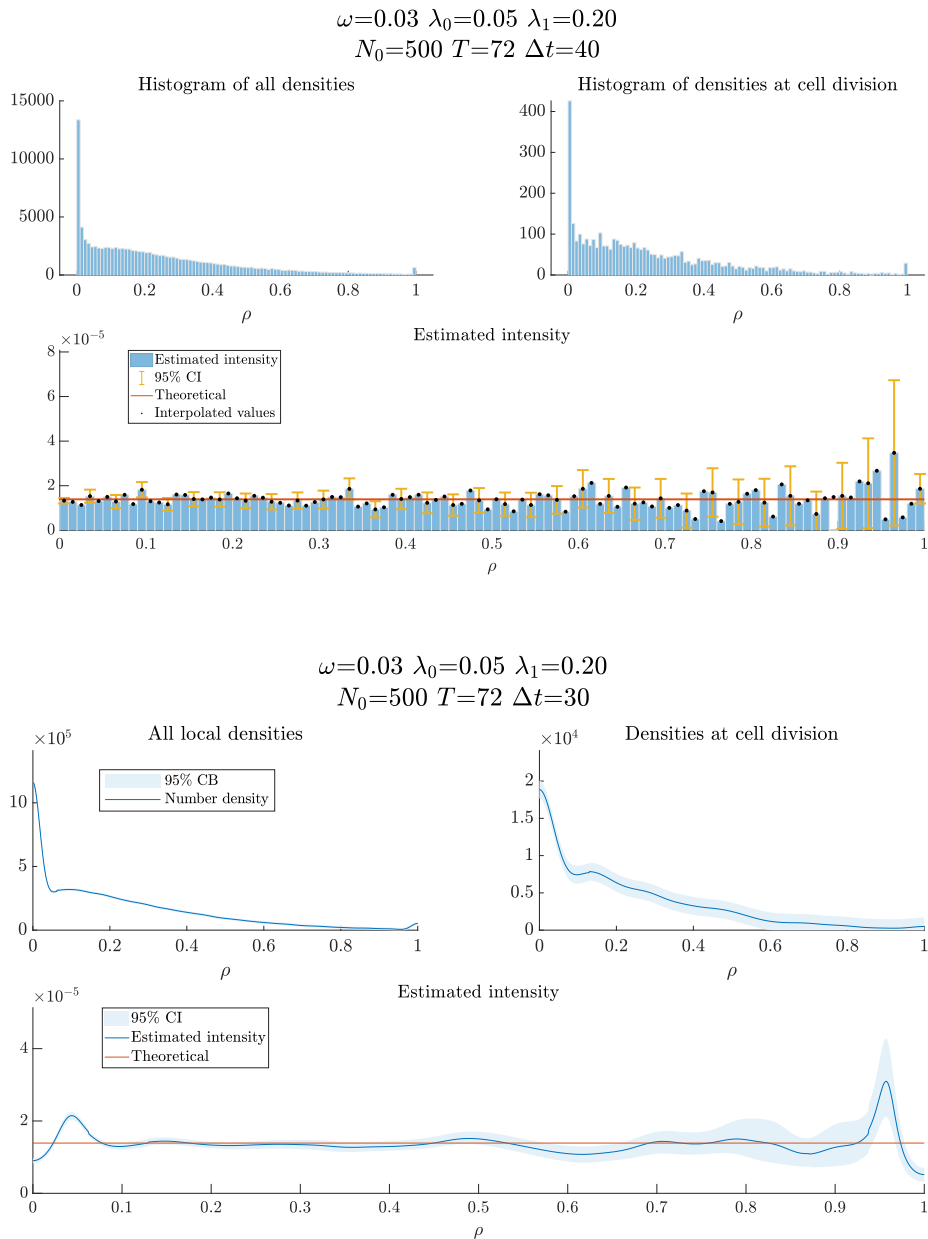 ω=0.03 λ₀=0.05 λ₁=0.20
N₀=500 T=72 Δt=40
Histogram of all densities
15000
10000
5000
0
0 0.2 0.4 0.6 0.8 1
ρ
Histogram of densities at cell division
400
300
200
100
0
0 0.2 0.4 0.6 0.8 1
ρ
Estimated intensity
×10⁻⁵
8
6
4
2
0
Estimated intensity
95% CI
Theoretical
Interpolated values
0 0.1 0.2 0.3 0.4 0.5 0.6 0.7 0.8 0.9 1
ρ
ω=0.03 λ₀=0.05 λ₁=0.20
N₀=500 T=72 Δt=30
All local densities
×10⁵
10
5
0
95% CB
Number density
0 0.2 0.4 0.6 0.8 1
ρ
Densities at cell division
×10⁴
2
1.5
1
0.5
0
0 0.2 0.4 0.6 0.8 1
ρ
Estimated intensity
×10⁻⁵
4
2
0
95% CI
Estimated intensity
Theoretical
0 0.1 0.2 0.3 0.4 0.5 0.6 0.7 0.8 0.9 1
ρ